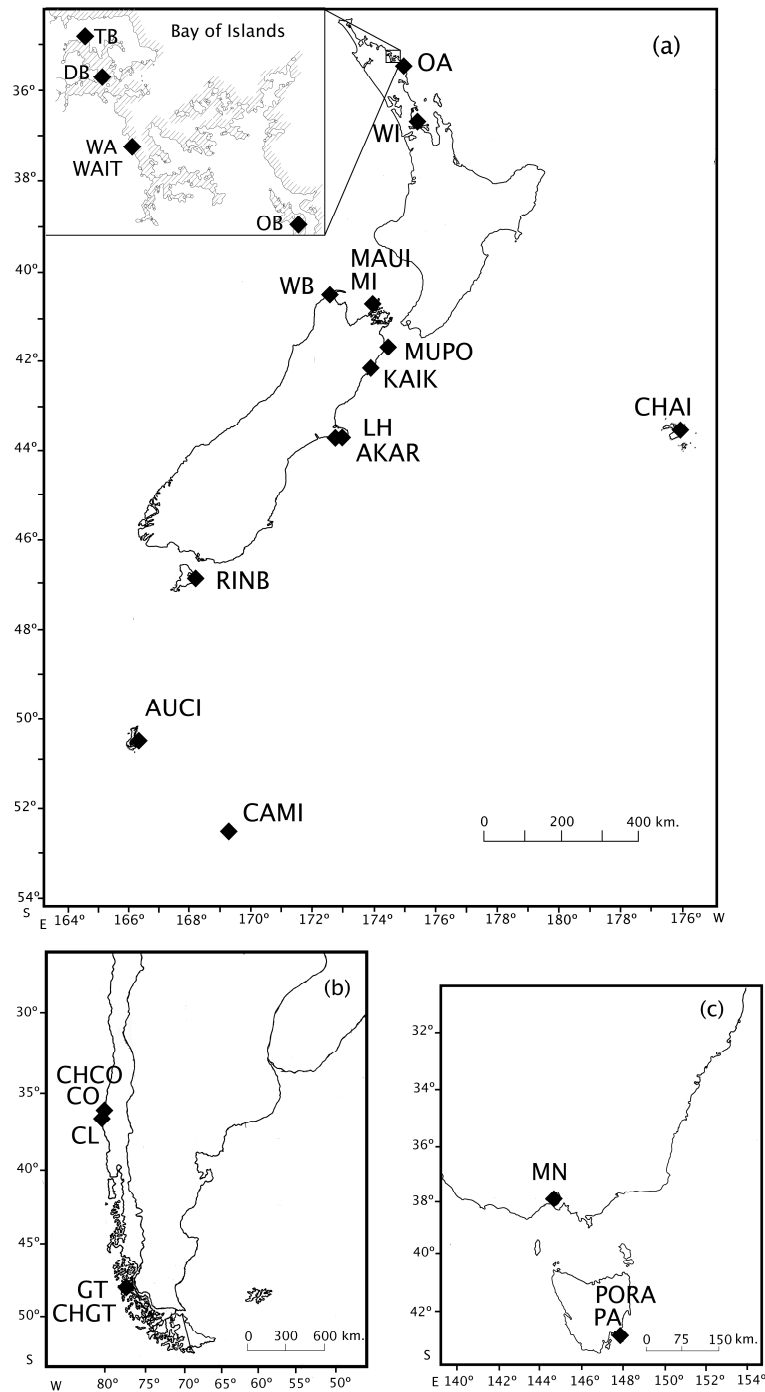 TB
Bay of Islands
DB
WA
WAIT
OB
(a)
OA
WI
MAUI
MI
WB
MUPO
KAIK
CHAI
LH
AKAR
RINB
AUCI
CAMI
0 200 400 km.
36°
38°
40°
42°
44°
46°
48°
50°
52°
54°
S
E 164° 166° 168° 170° 172° 174° 176° 178° 180° 178° 176° W
(b)
30°
35°
40°
45°
50°
S
CHCO
CO
CL
GT
CHGT
0 300 600 km.
W 80° 75° 70° 65° 60° 55° 50°
(c)
32°
34°
36°
38°
40°
42°
S
MN
PORA
PA
0 75 150 km.
E 140° 142° 144° 146° 148° 150° 152° 154°